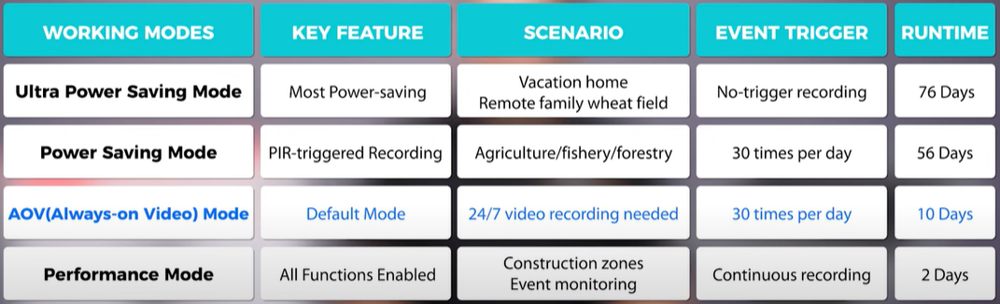 WORKING MODES KEY FEATURE SCENARIO EVENT TRIGGER RUNTIME
Ultra Power Saving Mode Most Power-saving Vacation home
Remote family wheat field No-trigger recording 76 Days
Power Saving Mode PIR-triggered Recording Agriculture/fishery/forestry 30 times per day 56 Days
AOV(Always-on Video) Mode Default Mode 24/7 video recording needed 30 times per day 10 Days
Performance Mode All Functions Enabled Construction zones
Event monitoring Continuous recording 2 Days